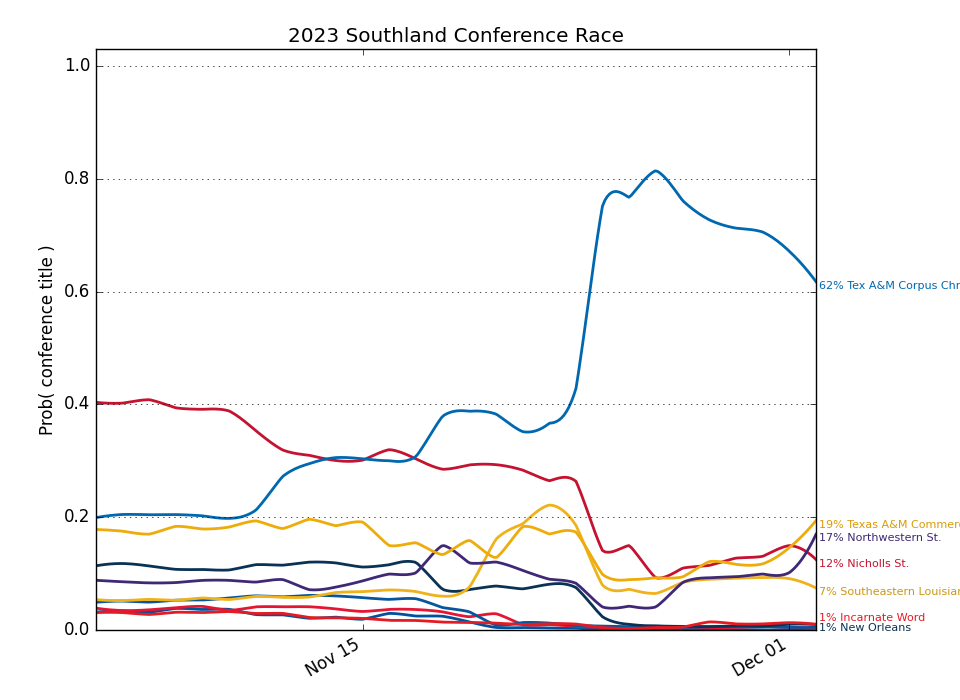 2023 Southland Conference Race
Prob( conference title )
1.0
0.8
0.6
0.4
0.2
0.0
Nov 15
Dec 01
62% Tex A&M Corpus Chr
19% Texas A&M Commerc
17% Northwestern St.
12% Nicholls St.
7% Southeastern Louisian
1% Incarnate Word
1% New Orleans